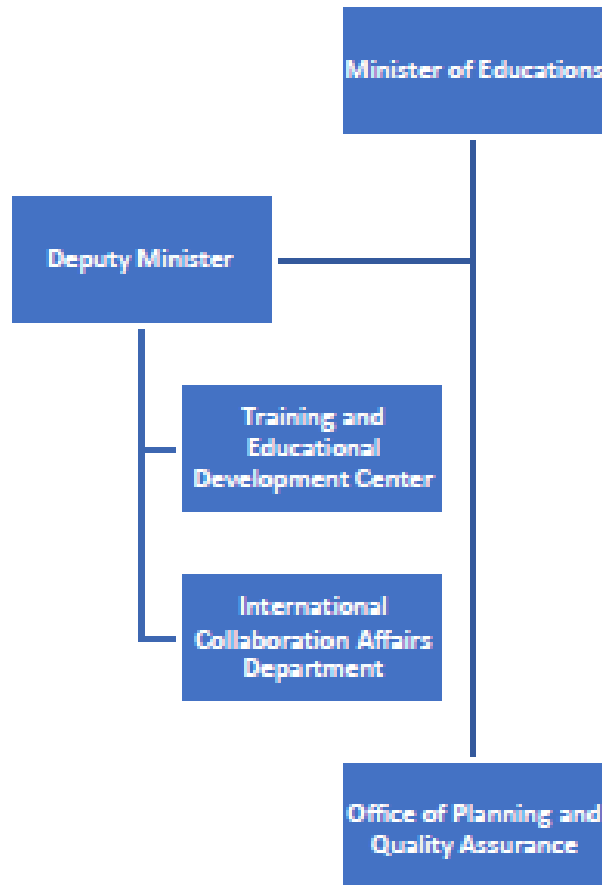 Minister of Educations
Deputy Minister
Training and
Educational
Development Center
International
Collaboration Affairs
Department
Office of Planning and
Quality Assurance